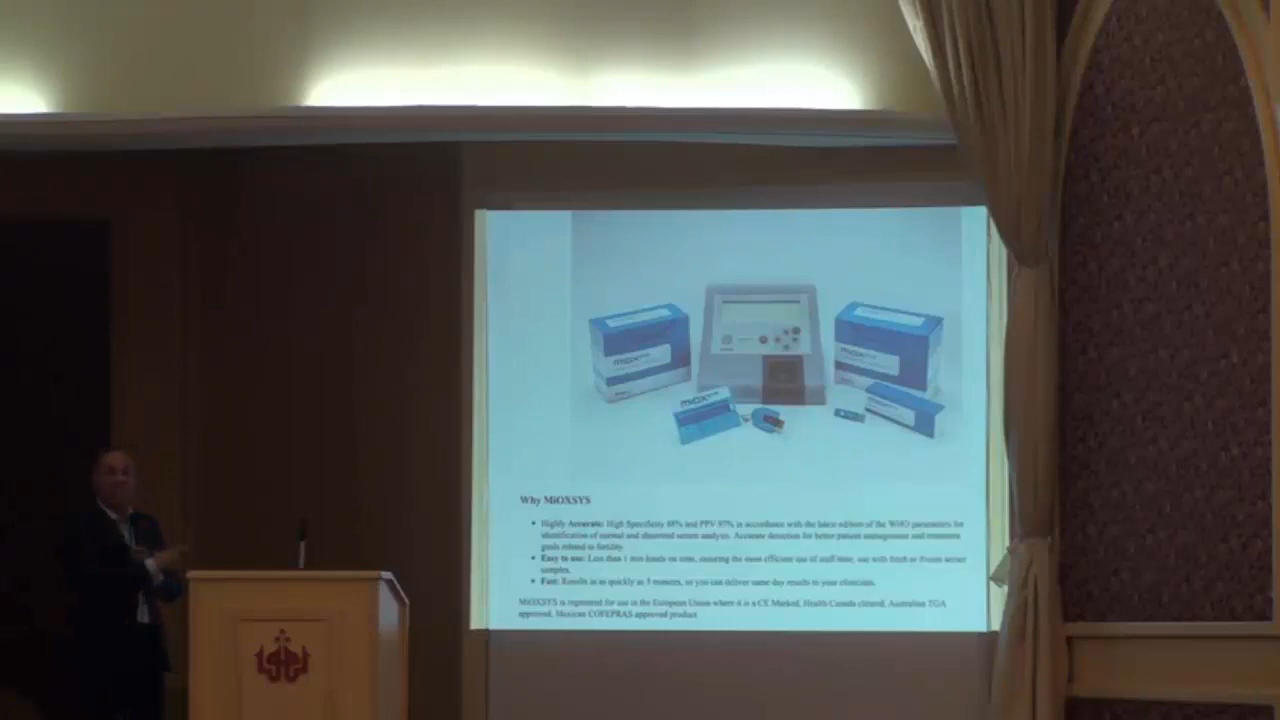 miox
miox
miox
Why MiOXSYS
• Highly Accurate: High Specificity 88% and PPV 97% in accordance with the latest edition of the WHO parameters for
identification of normal and abnormal semen analysis. Accurate detection for better patient management and treatment
goals related to fertility.
• Easy to use: Less than 1 min hands on time, ensuring the most efficient use of staff time, use with fresh or frozen semen
samples.
• Fast: Results in as quickly as 5 minutes, so you can deliver same day results to your clinicians.
MiOXSYS is registered for use in the European Union where it is a CE Marked, Health Canada cleared, Australian TGA
approved, Mexican COFEPRAS approved product